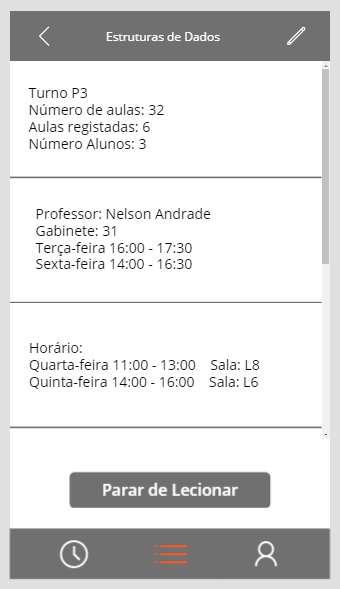 Estruturas de Dados
Turno P3
Número de aulas: 32
Aulas registadas: 6
Número Alunos: 3
Professor: Nelson Andrade
Gabinete: 31
Terça-feira 16:00 - 17:30
Sexta-feira 14:00 - 16:30
Horário:
Quarta-feira 11:00 - 13:00 Sala: L8
Quinta-feira 14:00 - 16:00 Sala: L6
Parar de Lecionar